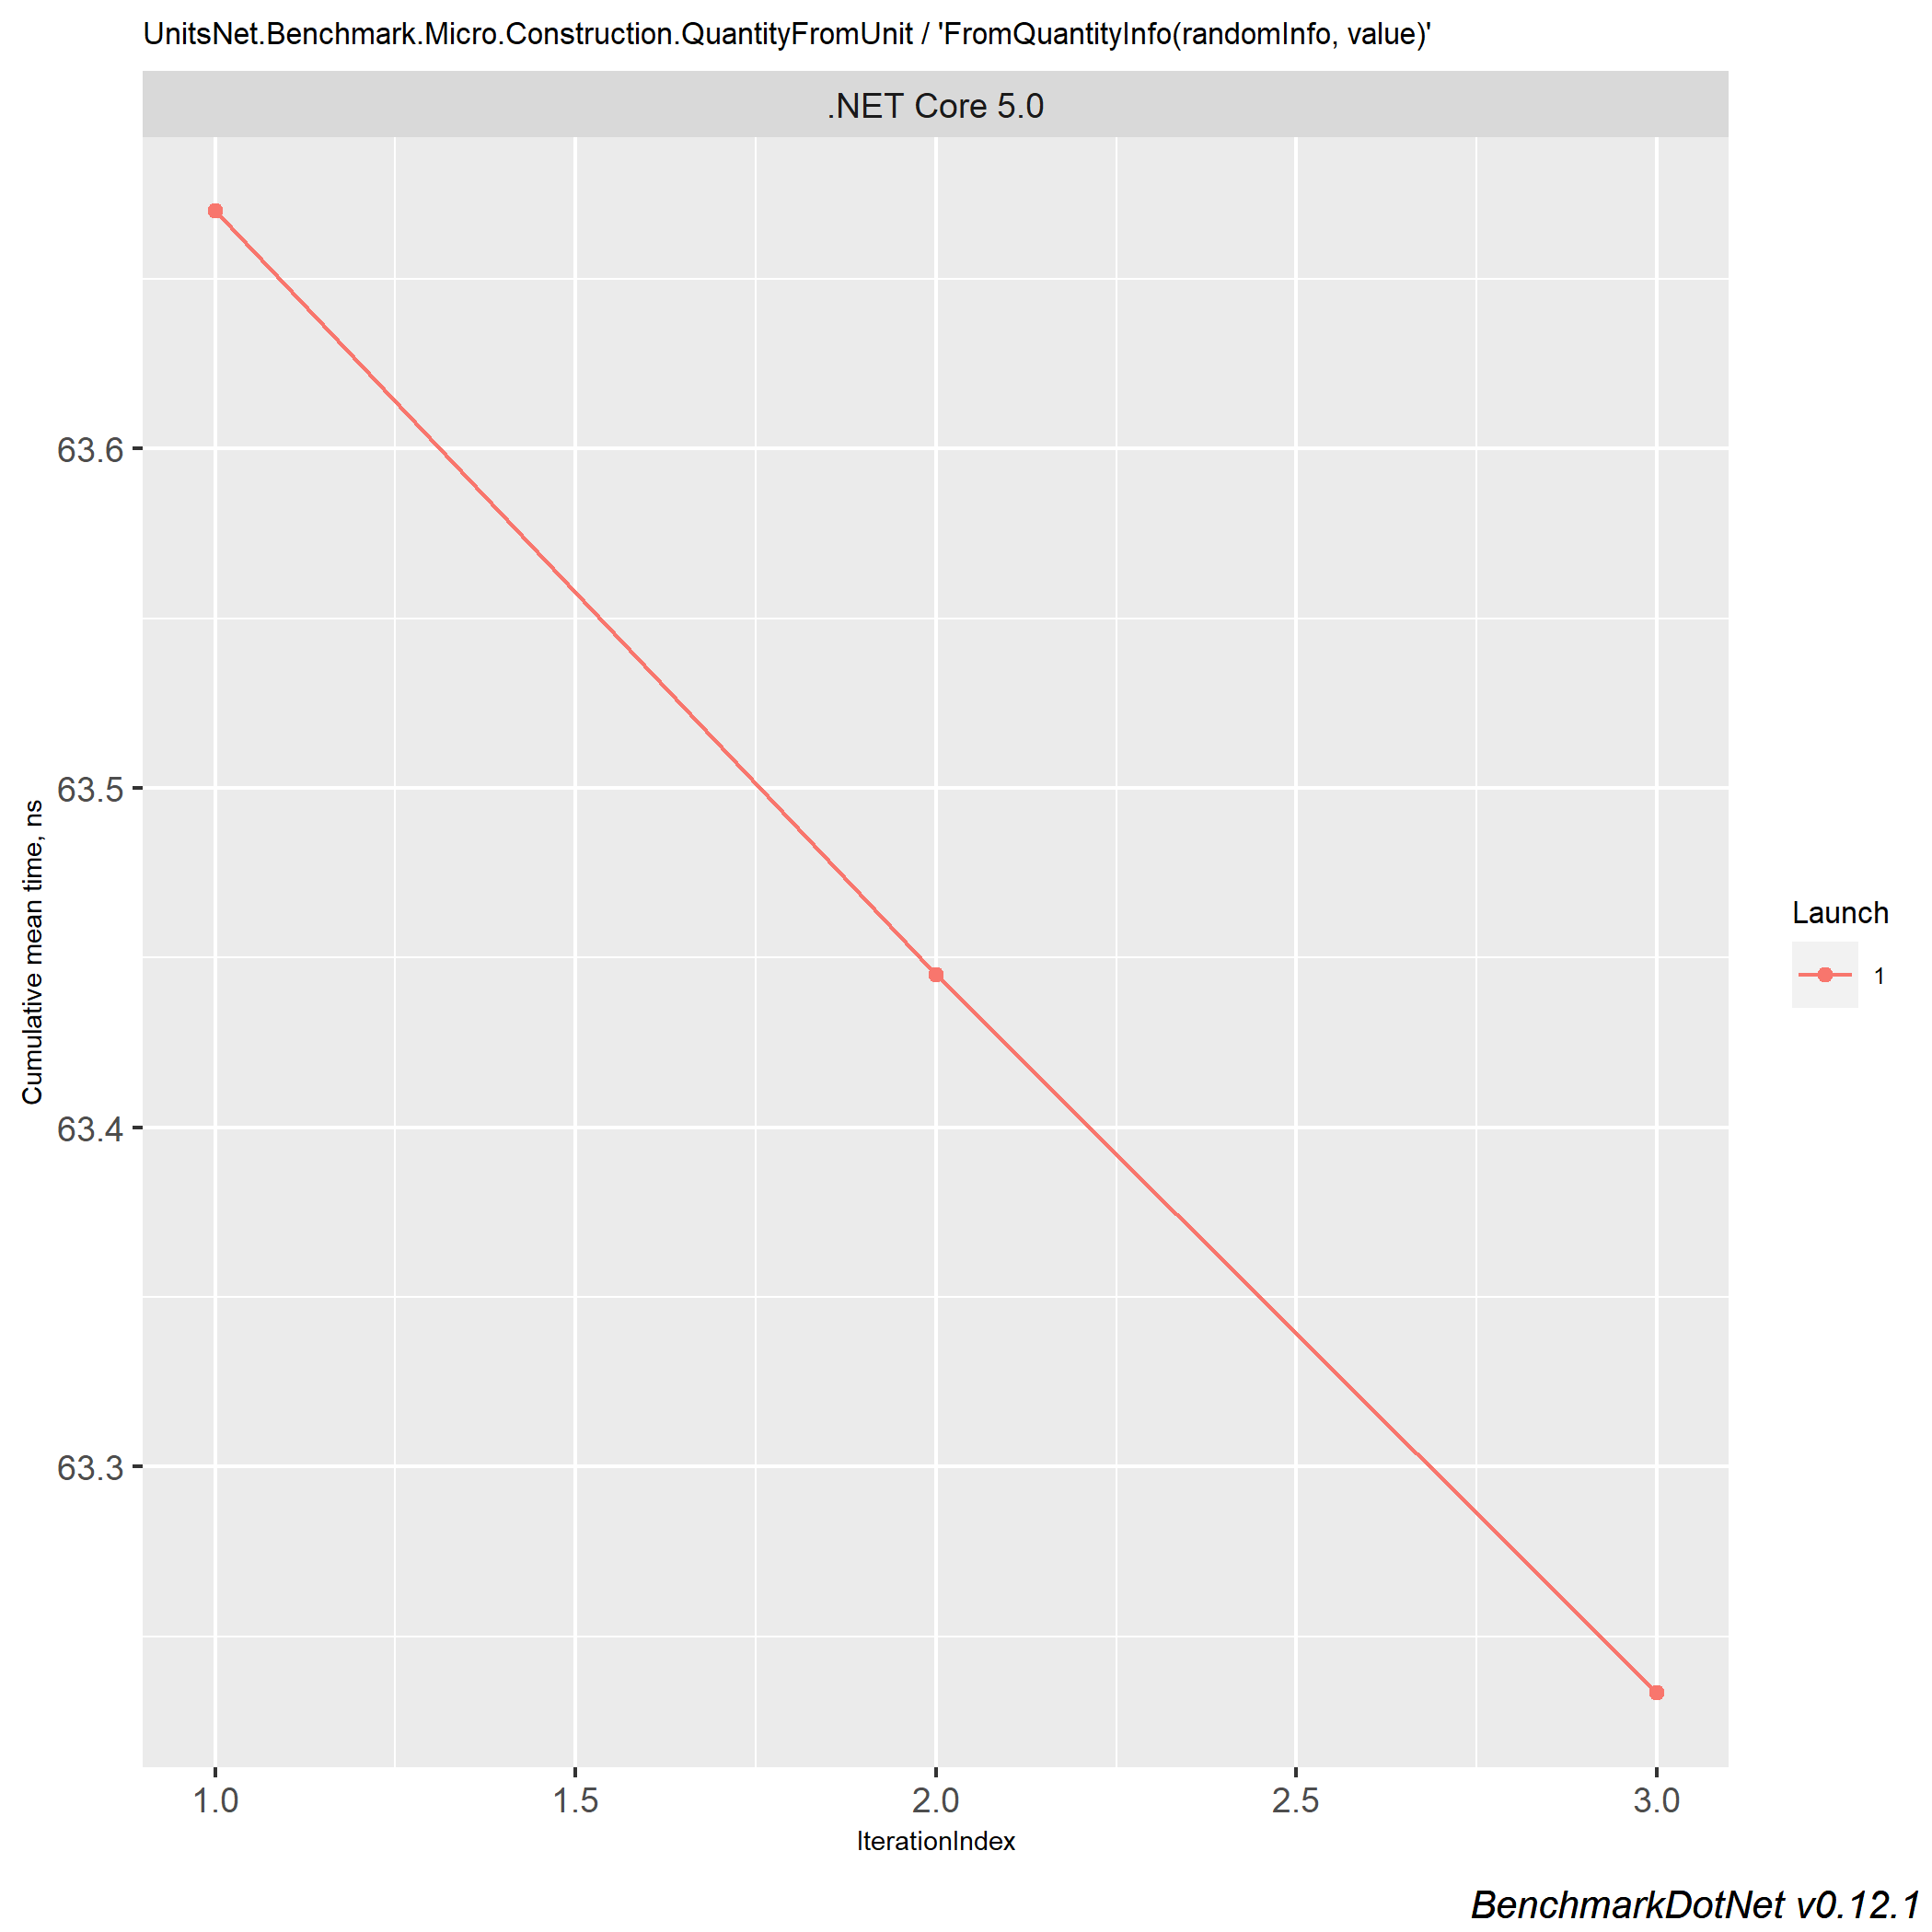 UnitsNet.Benchmark.Micro.Construction.QuantityFromUnit / 'FromQuantityInfo(randomInfo, value)'
.NET Core 5.0
63.6
63.5
63.4
63.3
Cumulative mean time, ns
Launch
1
1.0 1.5 2.0 2.5 3.0
IterationIndex
BenchmarkDotNet v0.12.1